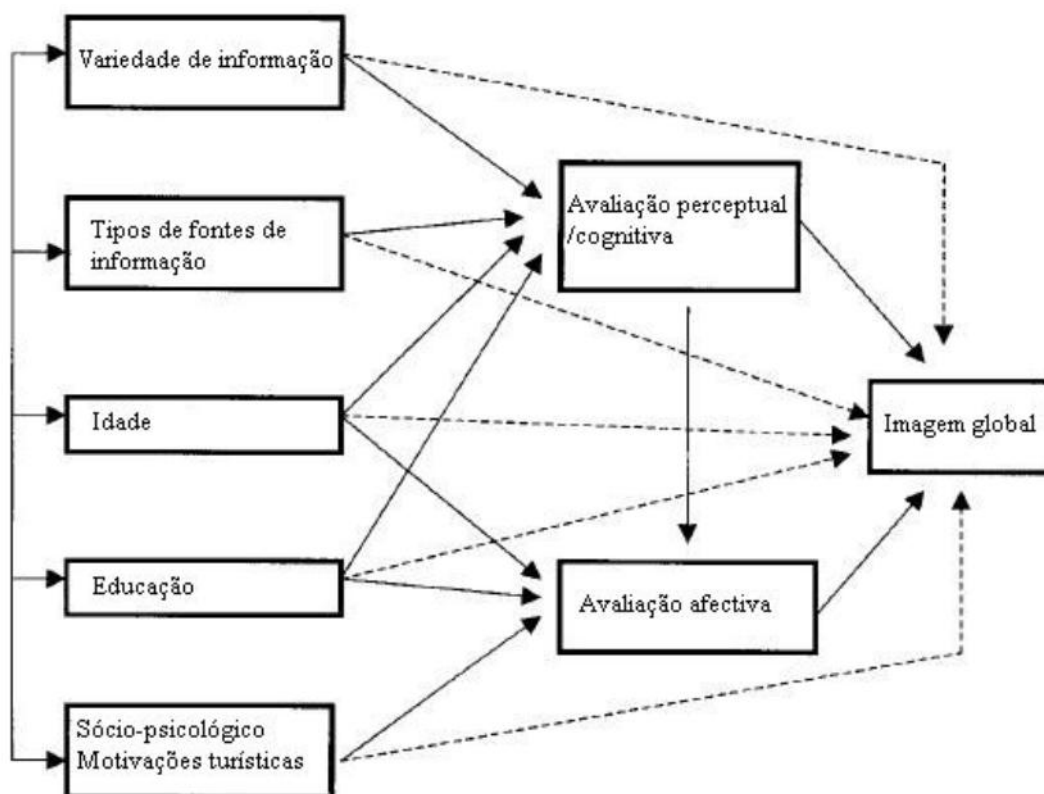 Variedade de informação
Tipos de fontes de
informação
Avaliação perceptual
/cognitiva
Idade
Imagem global
Educação
Avaliação afectiva
Sócio-psicológico
Motivações turísticas